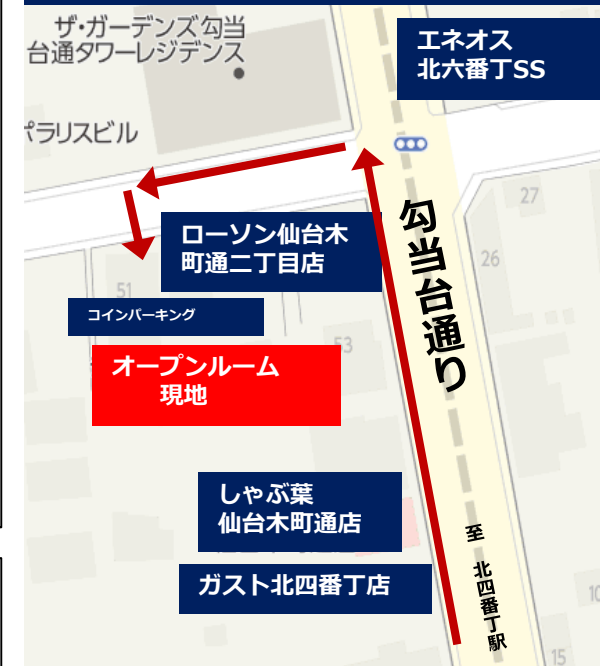 ザ・ガーデンズ勾当
台通タワーレジデンス
エネオス
北六番丁SS
ポラリスビル
27
ローソン仙台木
町通二丁目店
勾当台通り
26
51
コインパーキング
53
オープンルーム
現地
しゃぶ葉
仙台木町通店
至 北四番丁駅
ガスト北四番丁店
10
15